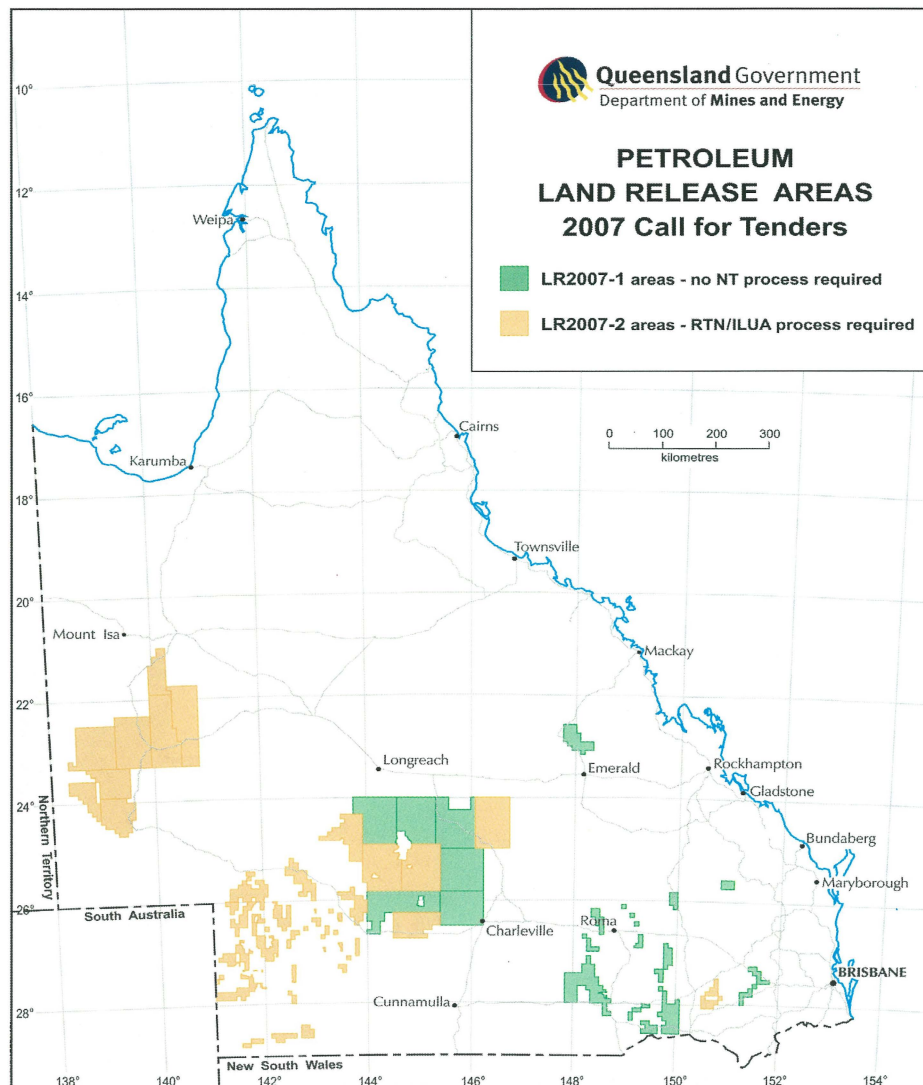 Queensland Government
Department of Mines and Energy
PETROLEUM
LAND RELEASE AREAS
2007 Call for Tenders
LR2007-1 areas - no NT process required
LR2007-2 areas - RTN/ILUA process required
0 100 200 300
kilometres
10°
12°
Weipa
14°
16°
Cairns
Karumba
18°
Townsville
20°
Mount Isa
Mackay
22°
Longreach
Emerald
Rockhampton
Gladstone
24°
Northern Territory
Bundaberg
Maryborough
26°
South Australia
Charleville
Roma
BRISBANE
Cunnamulla
28°
New South Wales
138° 140° 142° 144° 146° 148° 150° 152° 154°